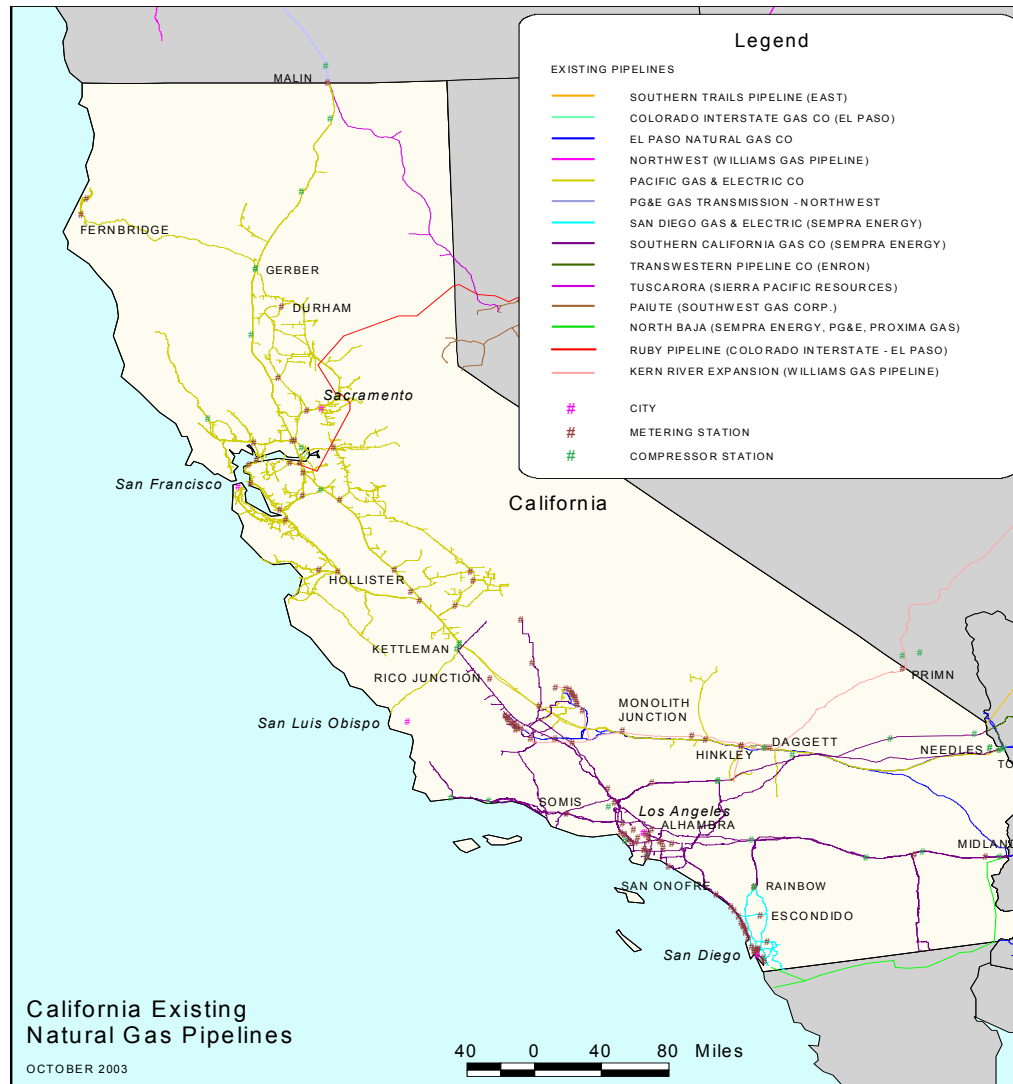 Legend
EXISTING PIPELINES
SOUTHERN TRAILS PIPELINE (EAST)
COLORADO INTERSTATE GAS CO (EL PASO)
EL PASO NATURAL GAS CO
NORTHWEST (WILLIAMS GAS PIPELINE)
PACIFIC GAS & ELECTRIC CO
PG&E GAS TRANSMISSION - NORTHWEST
SAN DIEGO GAS & ELECTRIC (SEMPRA ENERGY)
SOUTHERN CALIFORNIA GAS CO (SEMPRA ENERGY)
TRANSWESTERN PIPELINE CO (ENRON)
TUSCARORA (SIERRA PACIFIC RESOURCES)
PAIUTE (SOUTHWEST GAS CORP.)
NORTH BAJA (SEMPRA ENERGY, PG&E, PROXIMA GAS)
RUBY PIPELINE (COLORADO INTERSTATE - EL PASO)
KERN RIVER EXPANSION (WILLIAMS GAS PIPELINE)
# CITY
# METERING STATION
# COMPRESSOR STATION
MALIN
FERNBRIDGE
GERBER
DURHAM
Sacramento
San Francisco
California
HOLLISTER
KETTLEMAN
RICO JUNCTION
PRIMN
San Luis Obispo
MONOLITH
JUNCTION
DAGGETT
HINKLEY
NEEDLES
TO
SOMIS
Los Angeles
ALHAMBRA
MIDLAND
SAN ONOFRE
RAINBOW
ESCONDIDO
San Diego
California Existing
Natural Gas Pipelines
OCTOBER 2003
40 0 40 80 Miles